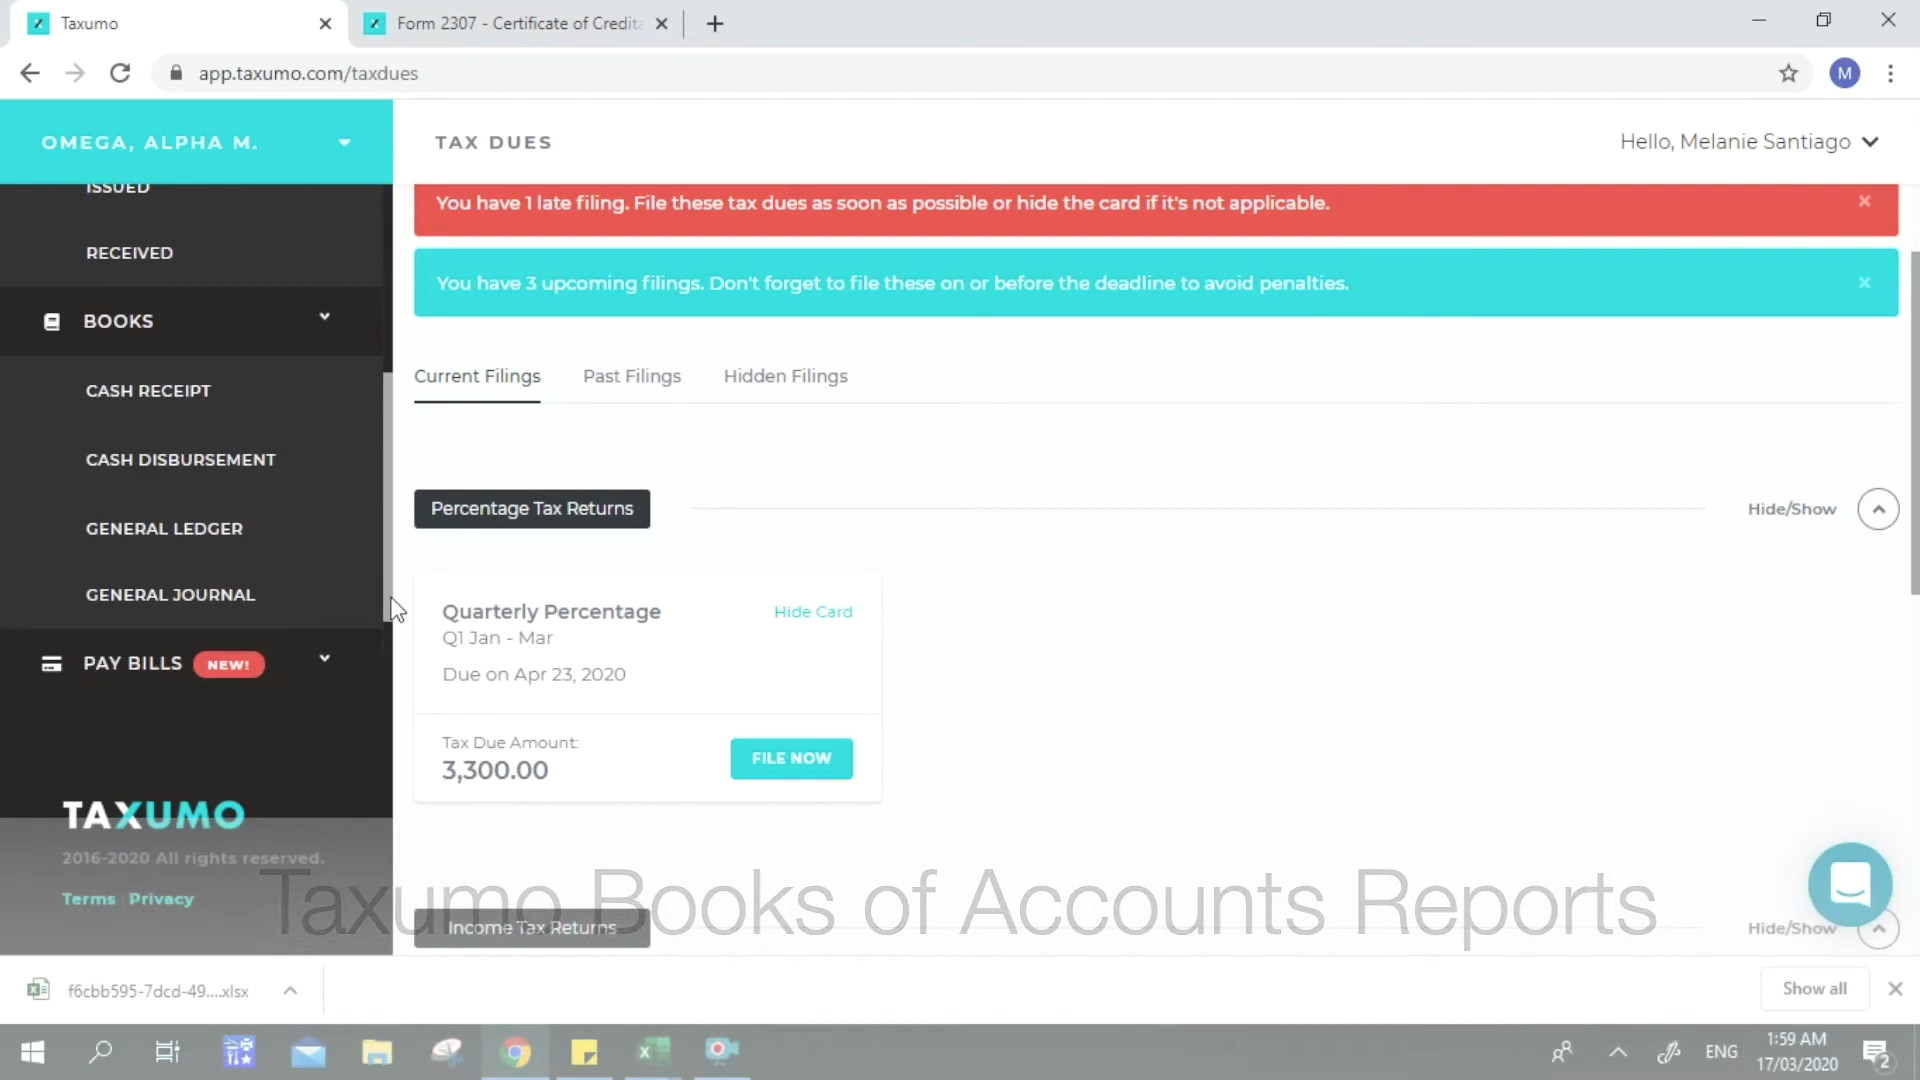 Taxumo
Form 2307 - Certificate of Credit
app.taxumo.com/taxdues
M
OMEGA, ALPHA M.
TAX DUES
Hello, Melanie Santiago
ISSUED
RECEIVED
BOOKS
CASH RECEIPT
CASH DISBURSEMENT
GENERAL LEDGER
GENERAL JOURNAL
PAY BILLS NEW!
TAXUMO
2016-2020 All rights reserved.
Terms Privacy
You have 1 late filing. File these tax dues as soon as possible or hide the card if it's not applicable.
You have 3 upcoming filings. Don't forget to file these on or before the deadline to avoid penalties.
Current Filings Past Filings Hidden Filings
Percentage Tax Returns
Hide/Show
Quarterly Percentage
Hide Card
Q1 Jan - Mar
Due on Apr 23, 2020
Tax Due Amount:
3,300.00
FILE NOW
Taxumo Books of Accounts Reports
Income Tax Returns
Hide/Show
f6cbb595-7dcd-49....xlsx
Show all
ENG
1:59 AM
17/03/2020
2